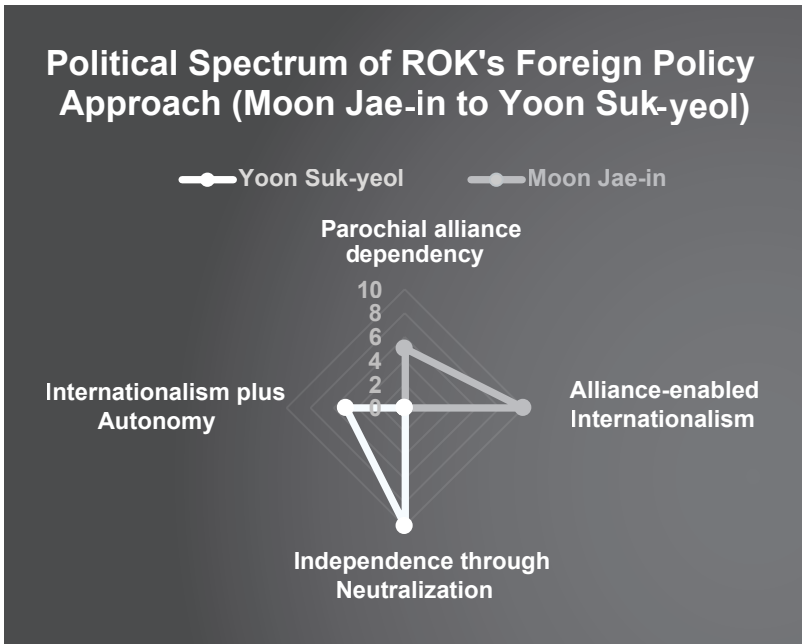 Political Spectrum of ROK's Foreign Policy
Approach (Moon Jae-in to Yoon Suk-yeol)
Yoon Suk-yeol
Moon Jae-in
Parochial alliance
dependency
10
8
6
4
2
0
Internationalism plus
Autonomy
Alliance-enabled
Internationalism
Independence through
Neutralization